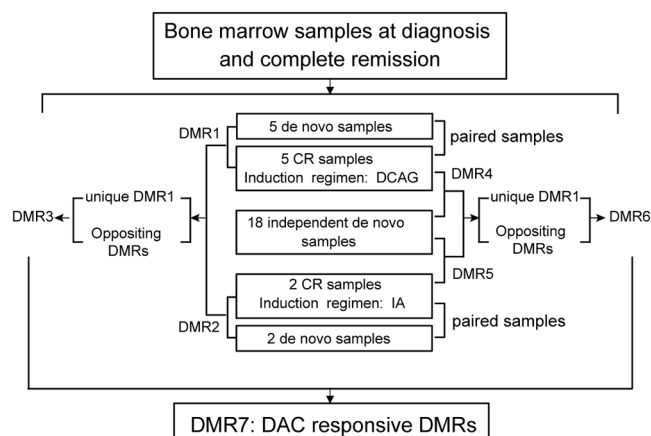 Bone marrow samples at diagnosis
and complete remission
DMR1
5 de novo samples
paired samples
5 CR samples
Induction regimen: DCAG
DMR4
unique DMR1
DMR3
Oppositing
DMRs
18 independent de novo
samples
unique DMR1
DMR6
Oppositing
DMRs
DMR5
2 CR samples
Induction regimen: IA
DMR2
paired samples
2 de novo samples
DMR7: DAC responsive DMRs